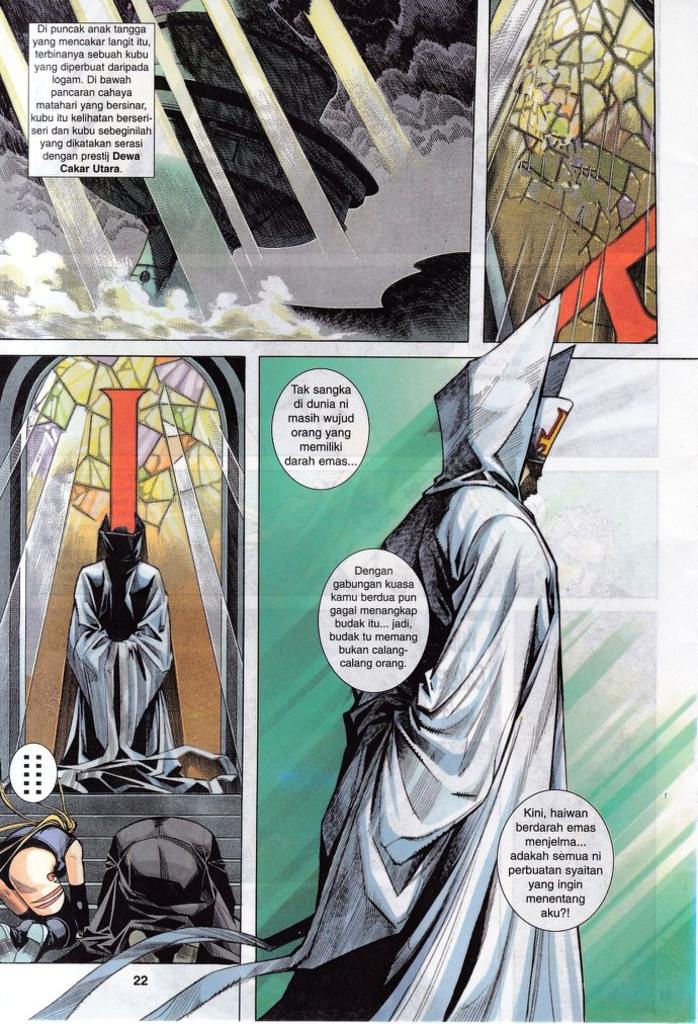 Di puncak anak tangga
yang mencakar langit itu,
terbinanya sebuah kubu
yang diperbuat daripada
logam. Di bawah
pancaran cahaya
matahari yang bersinar,
kubu itu kelihatan berseri-
seri dan kubu sebeginilah
yang dikatakan serasi
dengan prestij Dewa
Cakar Utara.
Tak sangka
di dunia ni
masih wujud
orang yang
memiliki
darah emas...
Dengan
gabungan kuasa
kamu berdua pun
gagal menangkap
budak itu... jadi,
budak tu memang
bukan calang-
calang orang.
Kini, haiwan
berdarah emas
menjelma...
adakah semua ni
perbuatan syaitan
yang ingin
menentang
aku?!
22